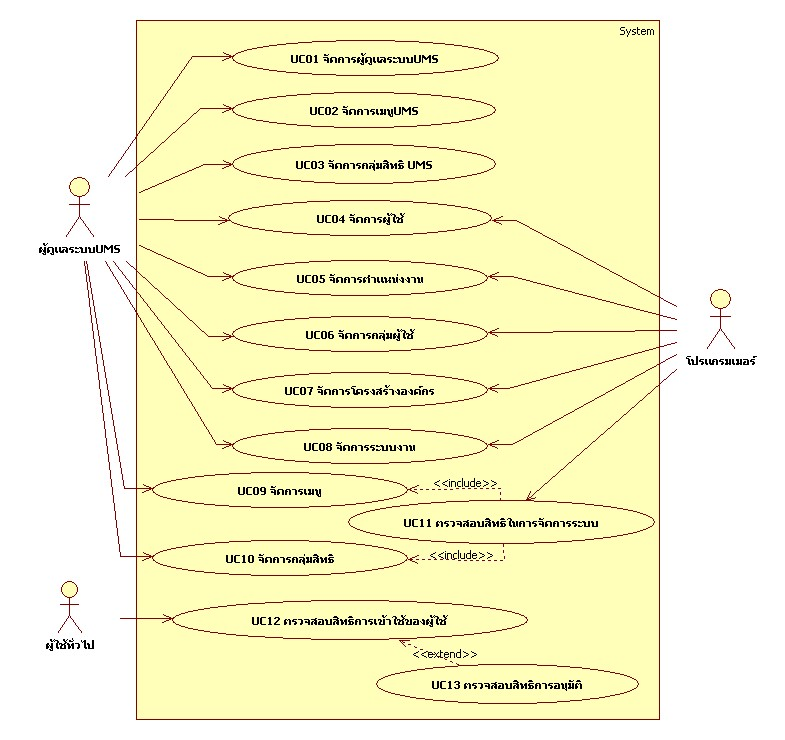 System
UC01 จัดการผู้ดูแลระบบUMS
UC02 จัดการเมนูUMS
UC03 จัดการกลุ่มสิทธิ UMS
UC04 จัดการผู้ใช้
ผู้ดูแลระบบUMS
UC05 จัดการตำแหน่งงาน
UC06 จัดการกลุ่มผู้ใช้
โปรแกรมเมอร์
UC07 จัดการโครงสร้างองค์กร
UC08 จัดการระบบงาน
<<include>>
UC09 จัดการเมนู
UC11 ตรวจสอบสิทธิในการจัดการระบบ
<<include>>
UC10 จัดการกลุ่มสิทธิ
UC12 ตรวจสอบสิทธิการเข้าใช้ของผู้ใช้
ผู้ใช้ทั่วไป
<<extend>>
UC13 ตรวจสอบสิทธิการอนุมัติ